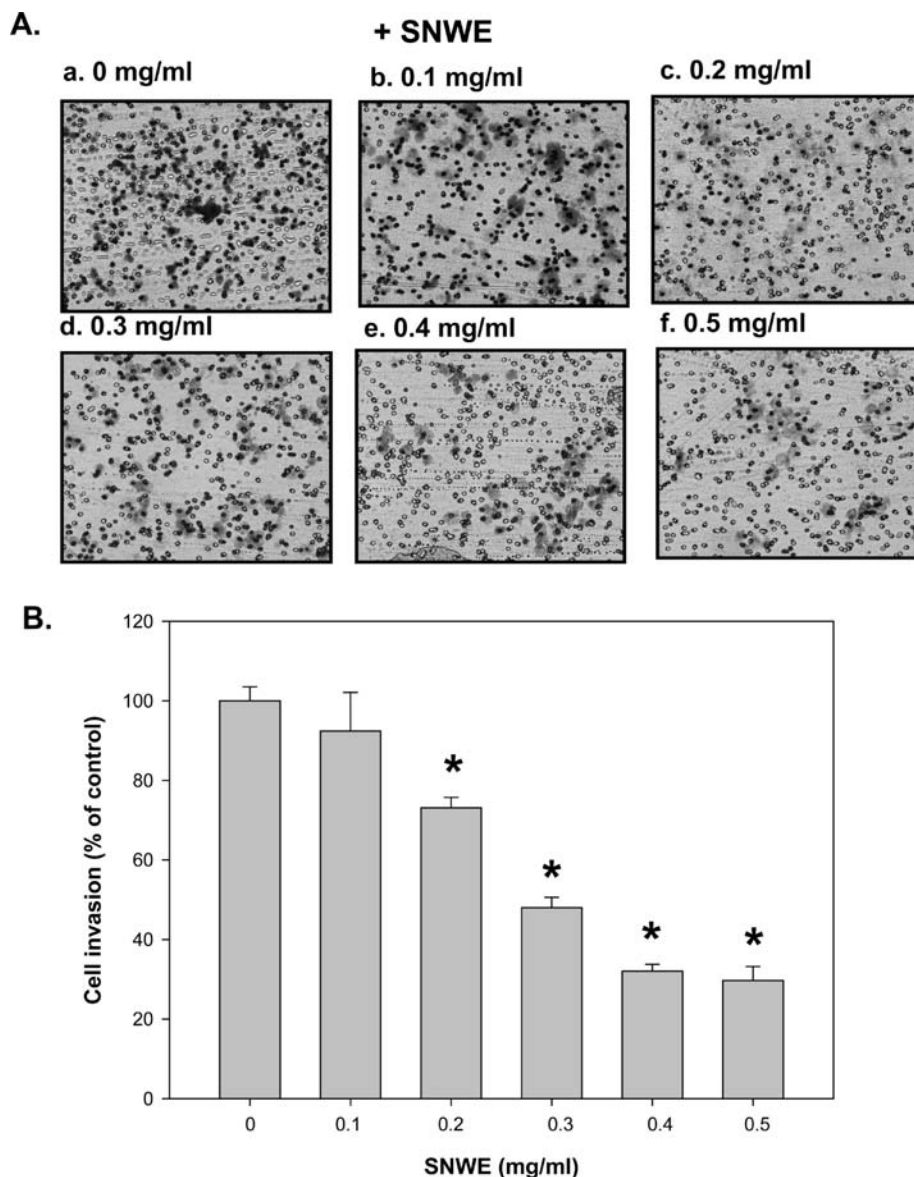 A.
+ SNWE
a. 0 mg/ml
b. 0.1 mg/ml
c. 0.2 mg/ml
d. 0.3 mg/ml
e. 0.4 mg/ml
f. 0.5 mg/ml
B.
120
100
80
60
40
20
0
Cell invasion (% of control)
*
*
*
*
0 0.1 0.2 0.3 0.4 0.5
SNWE (mg/ml)